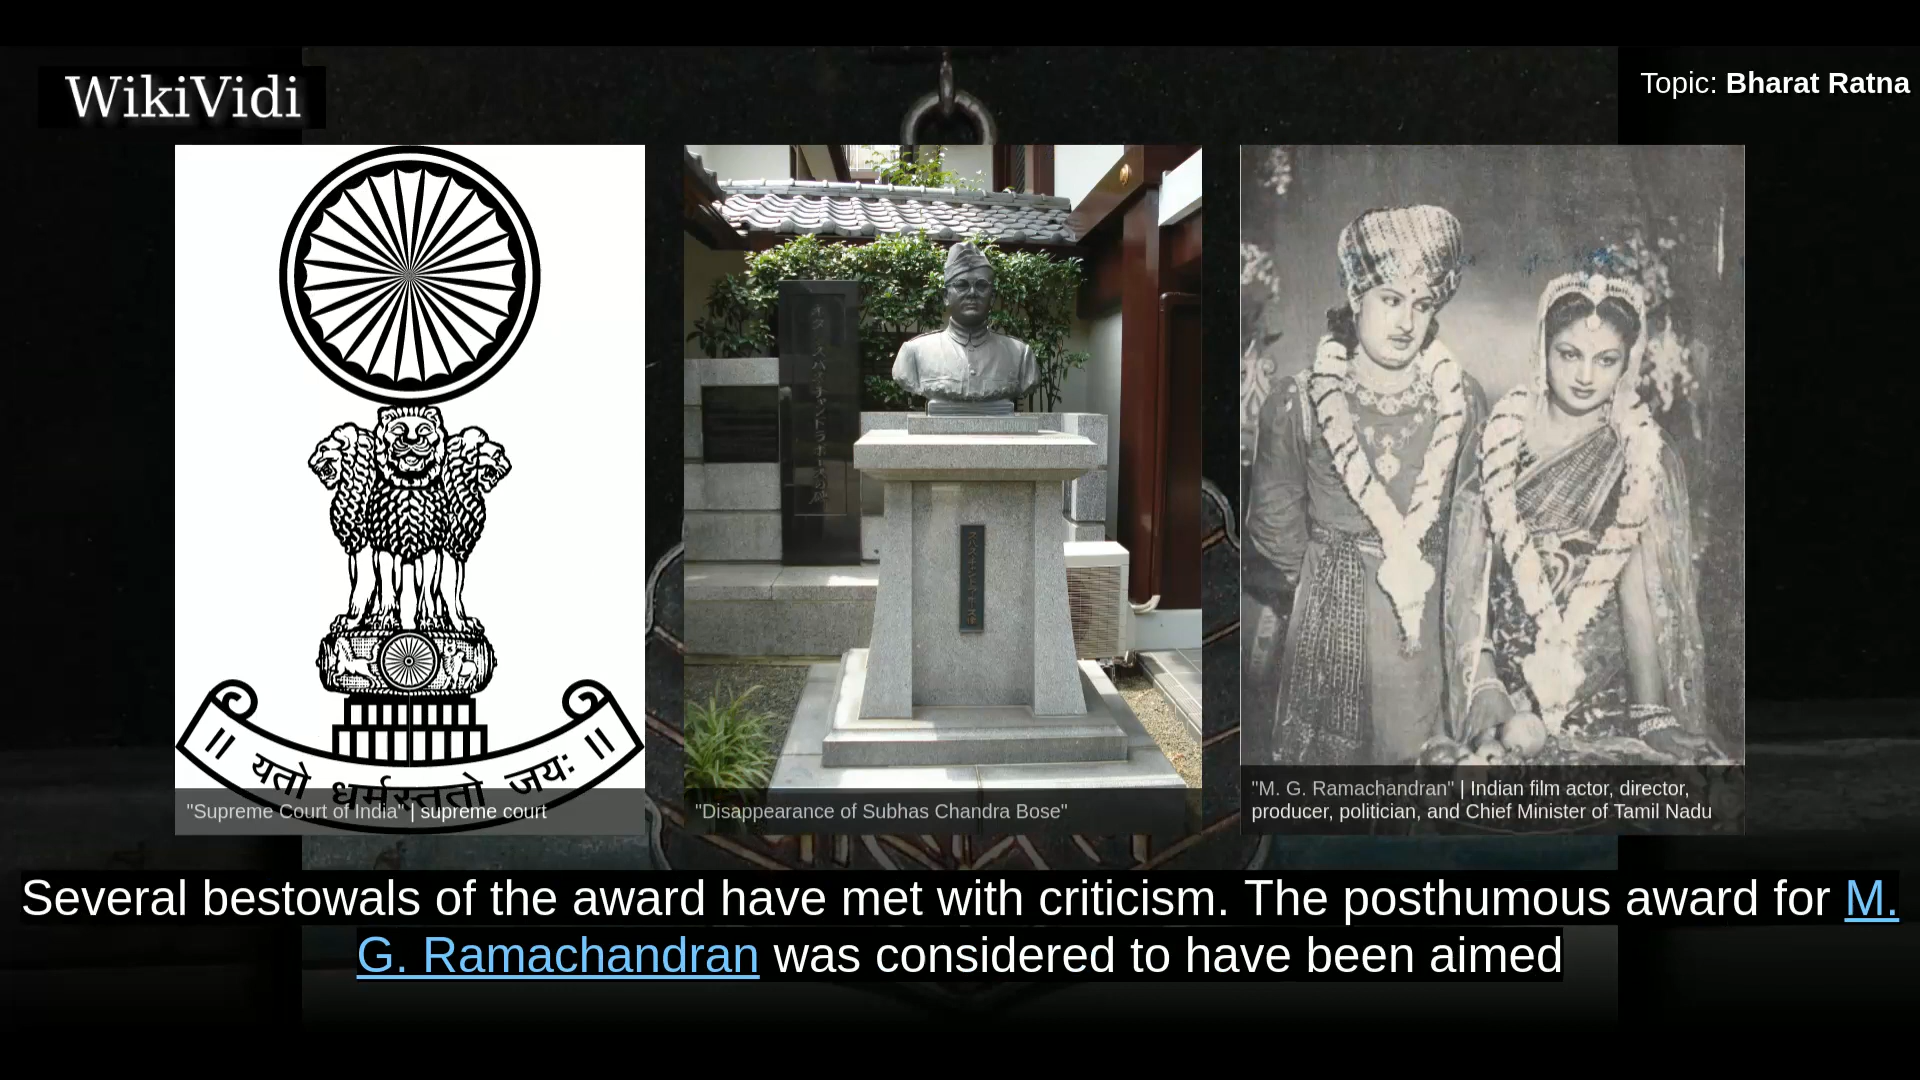 WikiVidi
Topic: Bharat Ratna
|| यतो धर्मस्ततो जयः ||
"Supreme Court of India" | supreme court
"Disappearance of Subhas Chandra Bose"
"M. G. Ramachandran" | Indian film actor, director,
producer, politician, and Chief Minister of Tamil Nadu
Several bestowals of the award have met with criticism. The posthumous award for M.
G. Ramachandran was considered to have been aimed